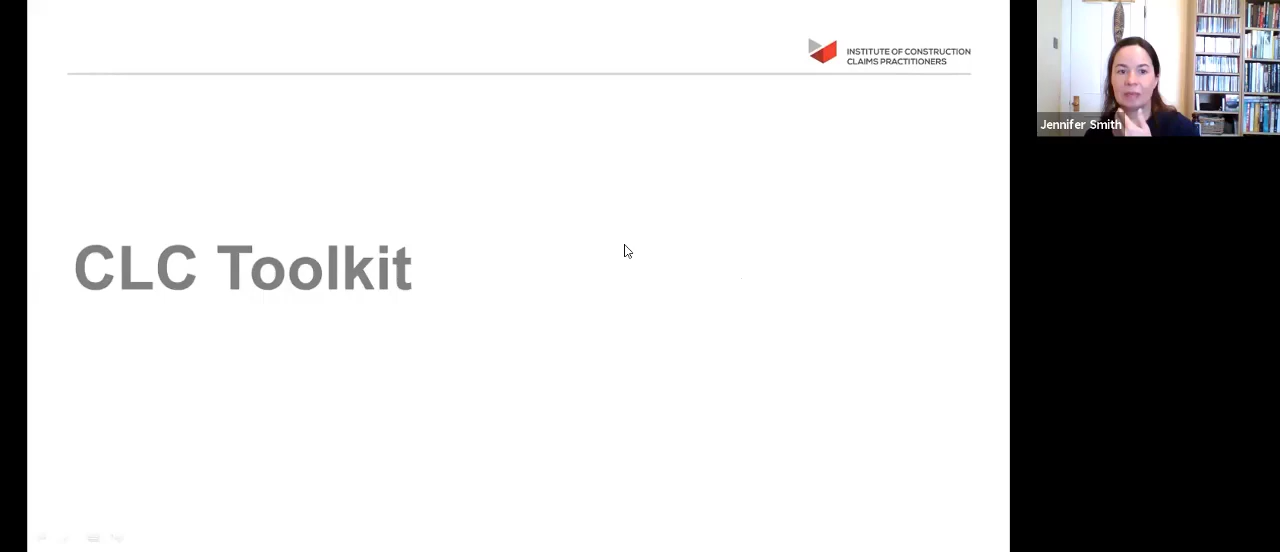 INSTITUTE OF CONSTRUCTION
CLAIMS PRACTITIONERS
CLC Toolkit
Jennifer Smith